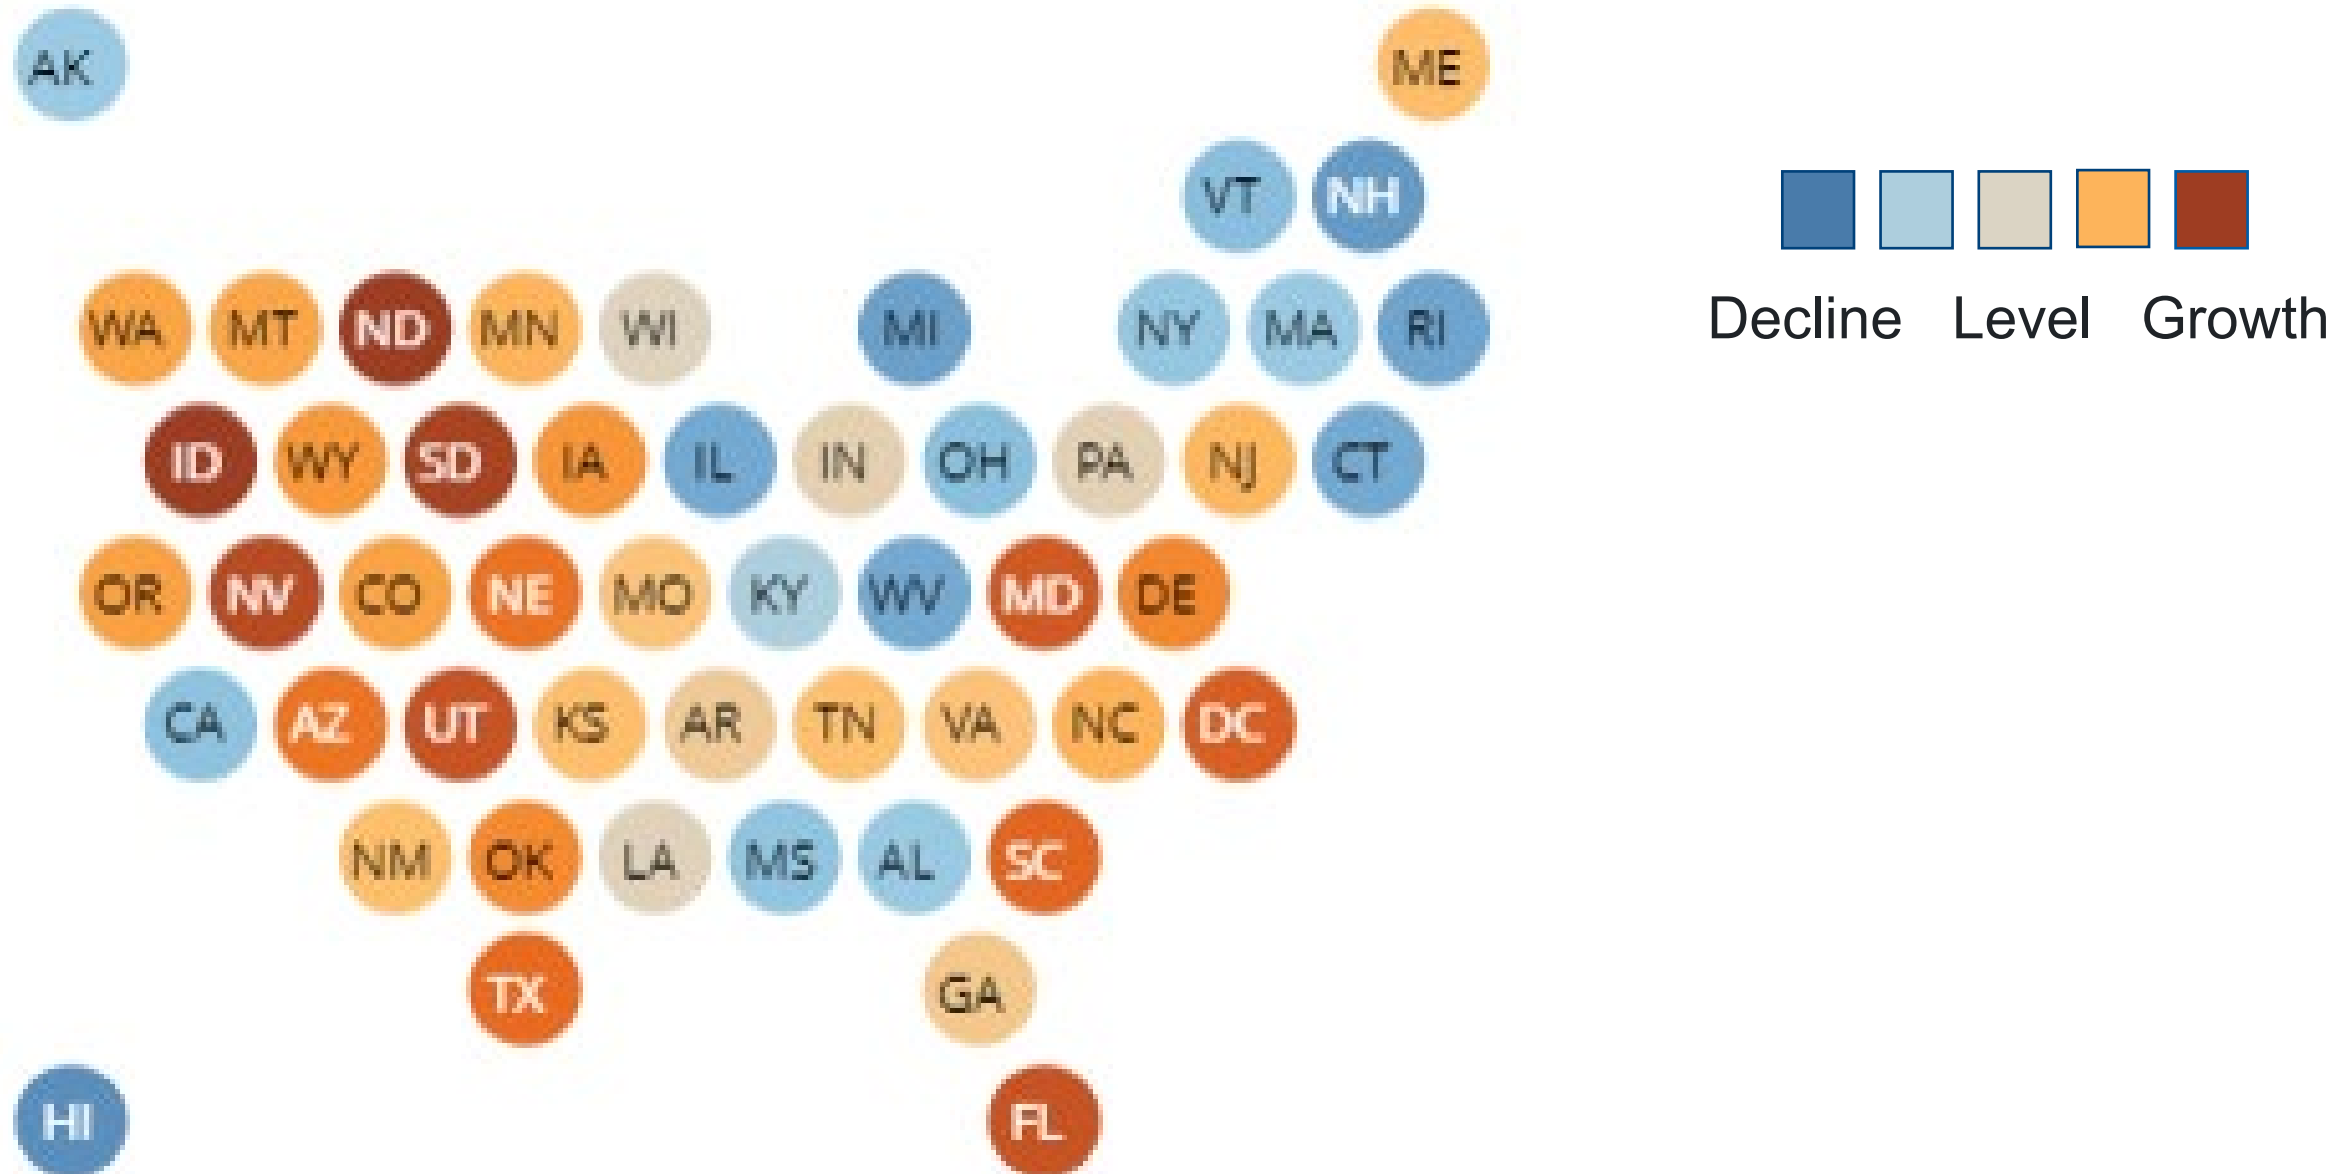 AK ME
VT NH
WA MT ND MN WI MI NY MA RI
Decline Level Growth
ID WY SD IA IL IN OH PA NJ CT
OR NV CO NE MO KY WV MD DE
CA AZ UT KS AR TN VA NC DC
NM OK LA MS AL SC
TX GA
HI FL